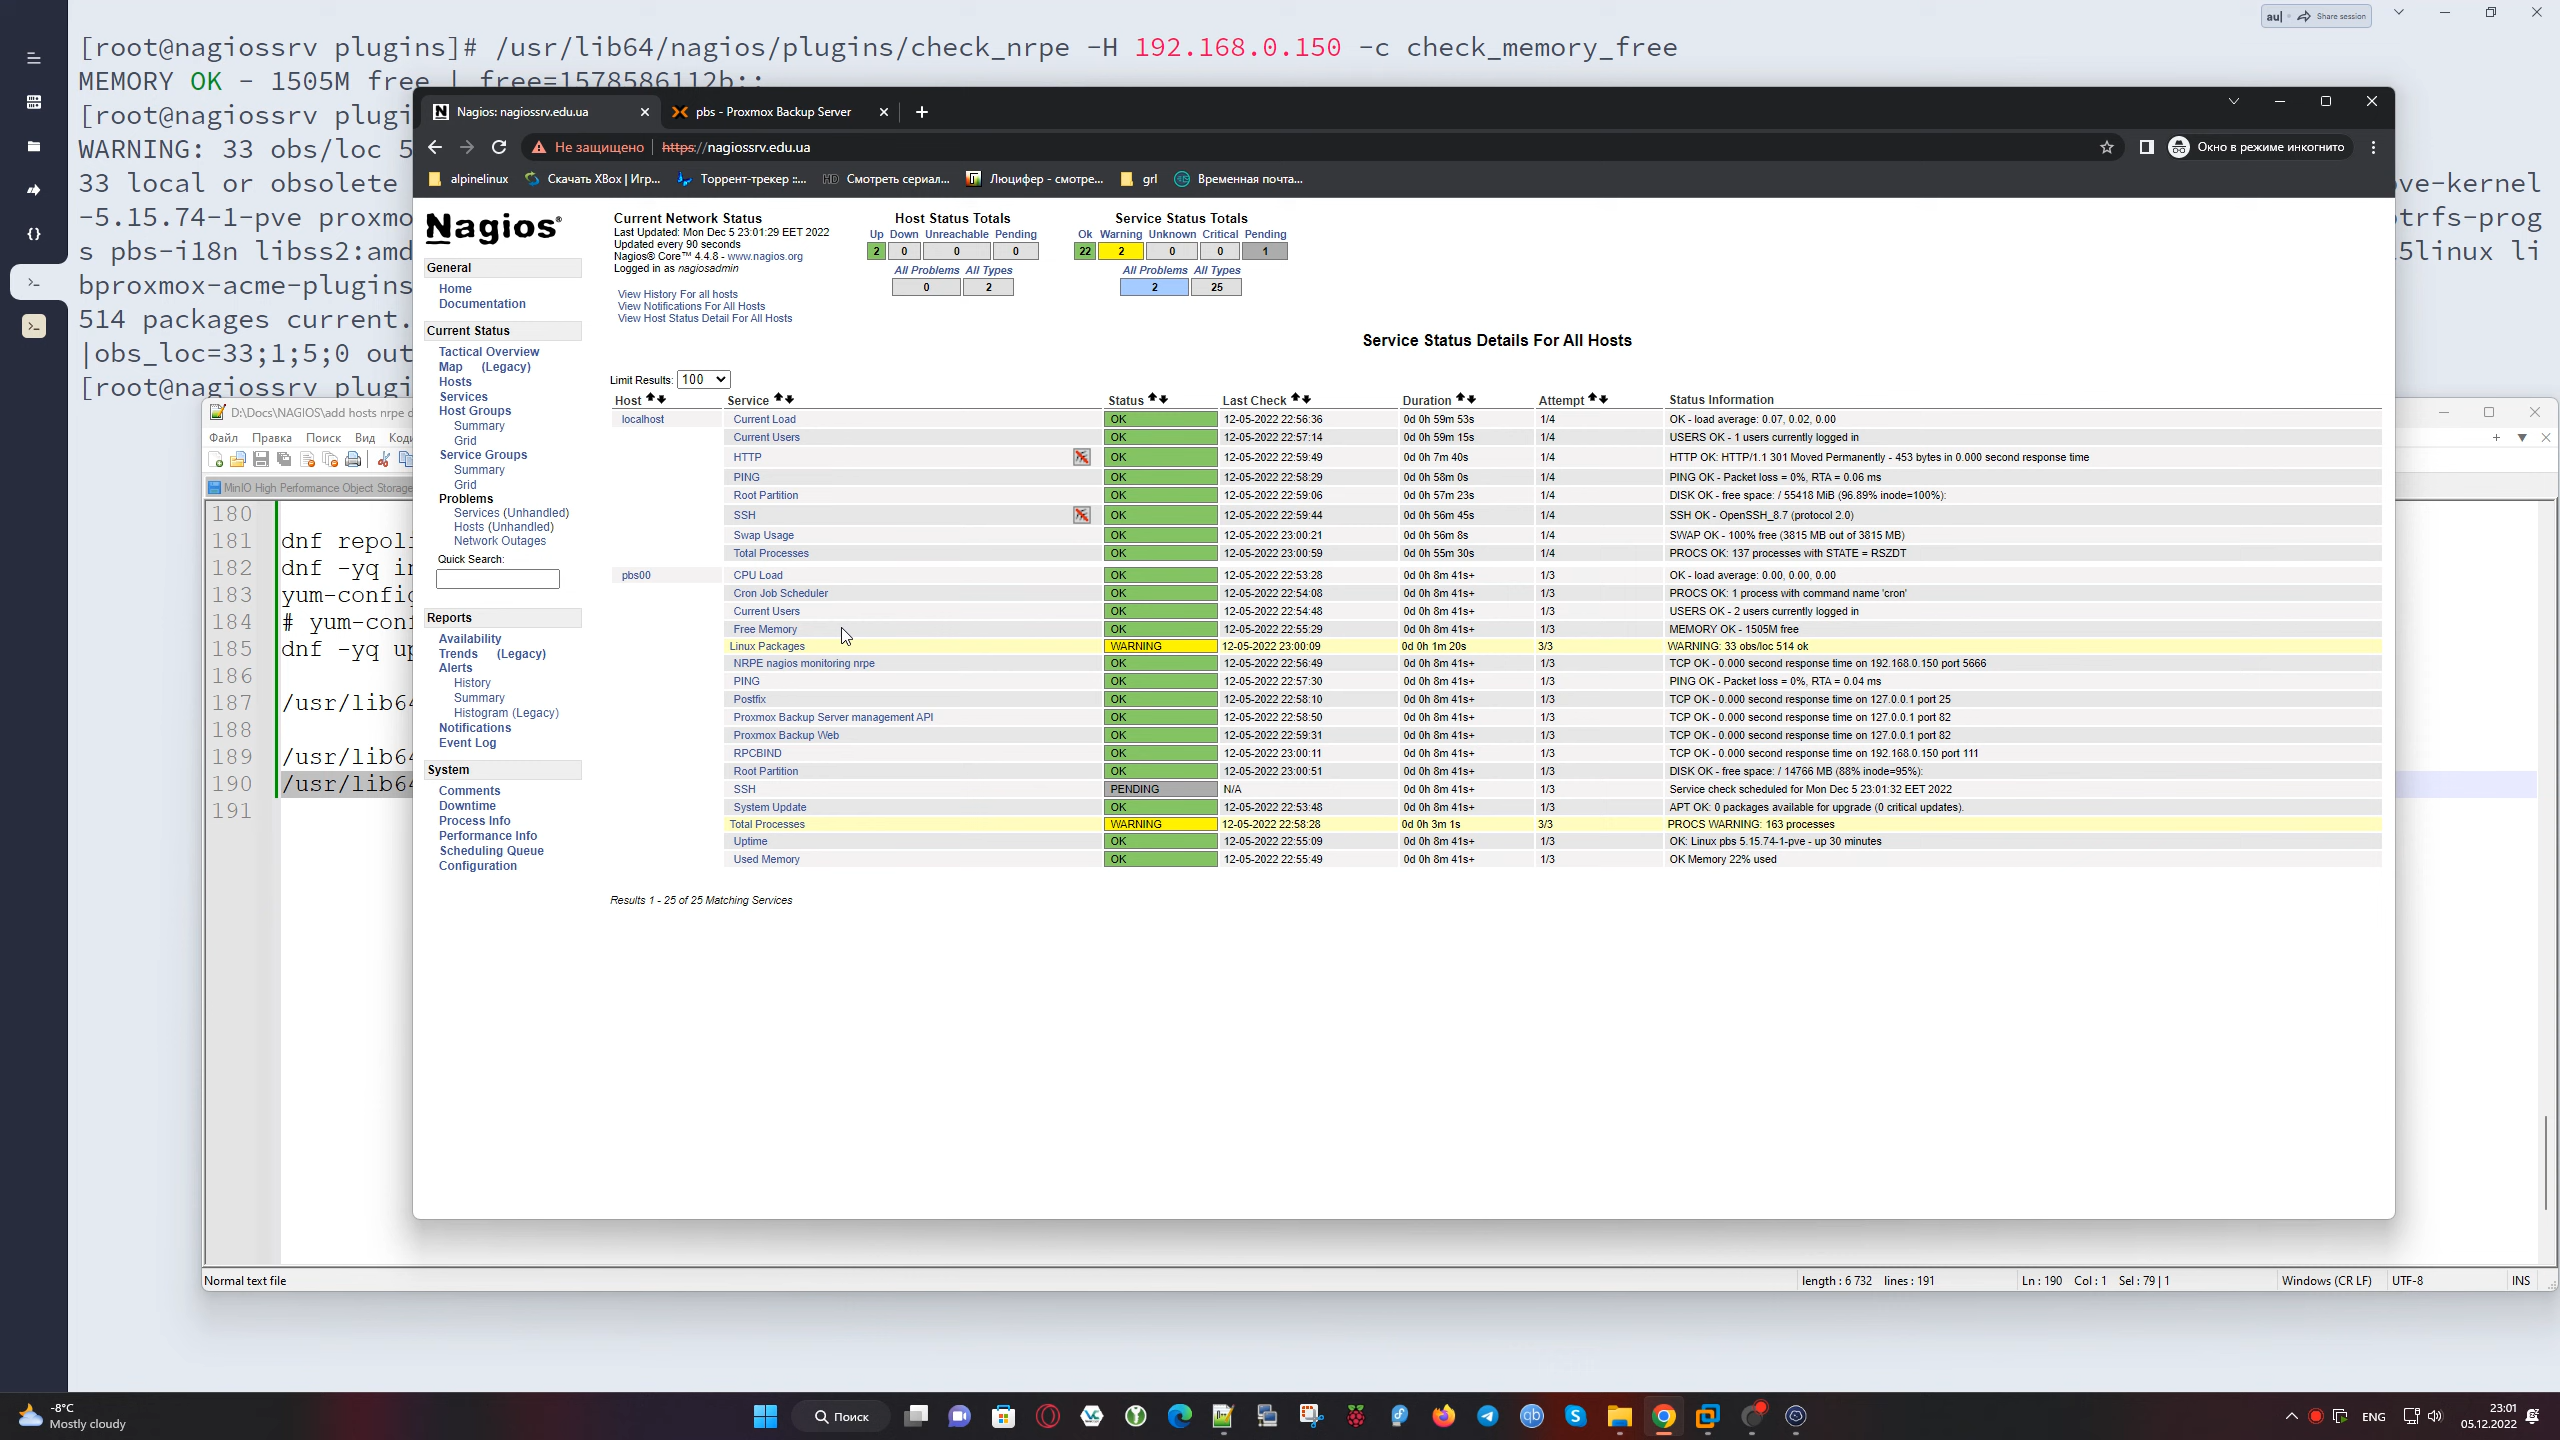 au| Share session
[root@nagiossrv plugins]# /usr/lib64/nagios/plugins/check_nrpe -H 192.168.0.150 -c check_memory_free
MEMORY OK - 1505M free | free=1578586112b::
[root@nagiossrv plugi
WARNING: 33 obs/loc 5
33 local or obsolete
ve-kernel
-5.15.74-1-pve proxmo
trfs-prog
s pbs-i18n libss2:amd
5linux li
bproxmox-acme-plugins
514 packages current.
|obs_loc=33;1;5;0 out
[root@nagiossrv plugi
Nagios: nagiossrv.edu.ua
pbs - Proxmox Backup Server
Не защищено https://nagiossrv.edu.ua
Окно в режиме инкогнито
alpinelinux Скачать XBox | Игр... Торрент-трекер ::... HD Смотреть сериал... Люцифер - смотре... grl Временная почта...
Nagios®
General
Home
Documentation
Current Status
Tactical Overview
Map (Legacy)
Hosts
Services
Host Groups
Summary
Grid
Service Groups
Summary
Grid
Problems
Services (Unhandled)
Hosts (Unhandled)
Network Outages
Quick Search:
Reports
Availability
Trends (Legacy)
Alerts
History
Summary
Histogram (Legacy)
Notifications
Event Log
System
Comments
Downtime
Process Info
Performance Info
Scheduling Queue
Configuration
Current Network Status
Last Updated: Mon Dec 5 23:01:29 EET 2022
Updated every 90 seconds
Nagios® Core™ 4.4.8 - www.nagios.org
Logged in as nagiosadmin
View History For all hosts
View Notifications For All Hosts
View Host Status Detail For All Hosts
Host Status Totals
Up Down Unreachable Pending
2 0 0 0
All Problems All Types
0 2
Service Status Totals
Ok Warning Unknown Critical Pending
22 2 0 0 1
All Problems All Types
2 25
Service Status Details For All Hosts
Limit Results: 100
Host Service Status Last Check Duration Attempt Status Information
localhost Current Load OK 12-05-2022 22:56:36 0d 0h 59m 53s 1/4 OK - load average: 0.07, 0.02, 0.00
Current Users OK 12-05-2022 22:57:14 0d 0h 59m 15s 1/4 USERS OK - 1 users currently logged in
HTTP OK 12-05-2022 22:59:49 0d 0h 7m 40s 1/4 HTTP OK: HTTP/1.1 301 Moved Permanently - 453 bytes in 0.000 second response time
PING OK 12-05-2022 22:58:29 0d 0h 58m 0s 1/4 PING OK - Packet loss = 0%, RTA = 0.06 ms
Root Partition OK 12-05-2022 22:59:06 0d 0h 57m 23s 1/4 DISK OK - free space: / 55418 MiB (96.89% inode=100%):
SSH OK 12-05-2022 22:59:44 0d 0h 56m 45s 1/4 SSH OK - OpenSSH_8.7 (protocol 2.0)
Swap Usage OK 12-05-2022 23:00:21 0d 0h 56m 8s 1/4 SWAP OK - 100% free (3815 MB out of 3815 MB)
Total Processes OK 12-05-2022 23:00:59 0d 0h 55m 30s 1/4 PROCS OK: 137 processes with STATE = RSZDT
pbs00 CPU Load OK 12-05-2022 22:53:28 0d 0h 8m 41s+ 1/3 OK - load average: 0.00, 0.00, 0.00
Cron Job Scheduler OK 12-05-2022 22:54:08 0d 0h 8m 41s+ 1/3 PROCS OK: 1 process with command name 'cron'
Current Users OK 12-05-2022 22:54:48 0d 0h 8m 41s+ 1/3 USERS OK - 2 users currently logged in
Free Memory OK 12-05-2022 22:55:29 0d 0h 8m 41s+ 1/3 MEMORY OK - 1505M free
Linux Packages WARNING 12-05-2022 23:00:09 0d 0h 1m 20s 3/3 WARNING: 33 obs/loc 514 ok
NRPE nagios monitoring nrpe OK 12-05-2022 22:56:49 0d 0h 8m 41s+ 1/3 TCP OK - 0.000 second response time on 192.168.0.150 port 5666
PING OK 12-05-2022 22:57:30 0d 0h 8m 41s+ 1/3 PING OK - Packet loss = 0%, RTA = 0.04 ms
Postfix OK 12-05-2022 22:58:10 0d 0h 8m 41s+ 1/3 TCP OK - 0.000 second response time on 127.0.0.1 port 25
Proxmox Backup Server management API OK 12-05-2022 22:58:50 0d 0h 8m 41s+ 1/3 TCP OK - 0.000 second response time on 127.0.0.1 port 82
Proxmox Backup Web OK 12-05-2022 22:59:31 0d 0h 8m 41s+ 1/3 TCP OK - 0.000 second response time on 127.0.0.1 port 82
RPCBIND OK 12-05-2022 23:00:11 0d 0h 8m 41s+ 1/3 TCP OK - 0.000 second response time on 192.168.0.150 port 111
Root Partition OK 12-05-2022 23:00:51 0d 0h 8m 41s+ 1/3 DISK OK - free space: / 14766 MB (88% inode=95%):
SSH PENDING N/A 0d 0h 8m 41s+ 1/3 Service check scheduled for Mon Dec 5 23:01:32 EET 2022
System Update OK 12-05-2022 22:53:48 0d 0h 8m 41s+ 1/3 APT OK: 0 packages available for upgrade (0 critical updates).
Total Processes WARNING 12-05-2022 22:58:28 0d 0h 3m 1s 3/3 PROCS WARNING: 163 processes
Uptime OK 12-05-2022 22:55:09 0d 0h 8m 41s+ 1/3 OK: Linux pbs 5.15.74-1-pve - up 30 minutes
Used Memory OK 12-05-2022 22:55:49 0d 0h 8m 41s+ 1/3 OK Memory 22% used
Results 1 - 25 of 25 Matching Services
D:\Docs\NAGIOS\add hosts nrpe d
Файл Правка Поиск Вид Коди
MinIO High Performance Object Storage
180
181 dnf repoli
182 dnf -yq in
183 yum-config
184 # yum-conf
185 dnf -yq up
186
187 /usr/lib64
188
189 /usr/lib64
190 /usr/lib64
191
Normal text file length : 6 732 lines : 191 Ln : 190 Col : 1 Sel : 79 | 1 Windows (CR LF) UTF-8 INS
-8°C
Mostly cloudy
Поиск
ENG
23:01
05.12.2022